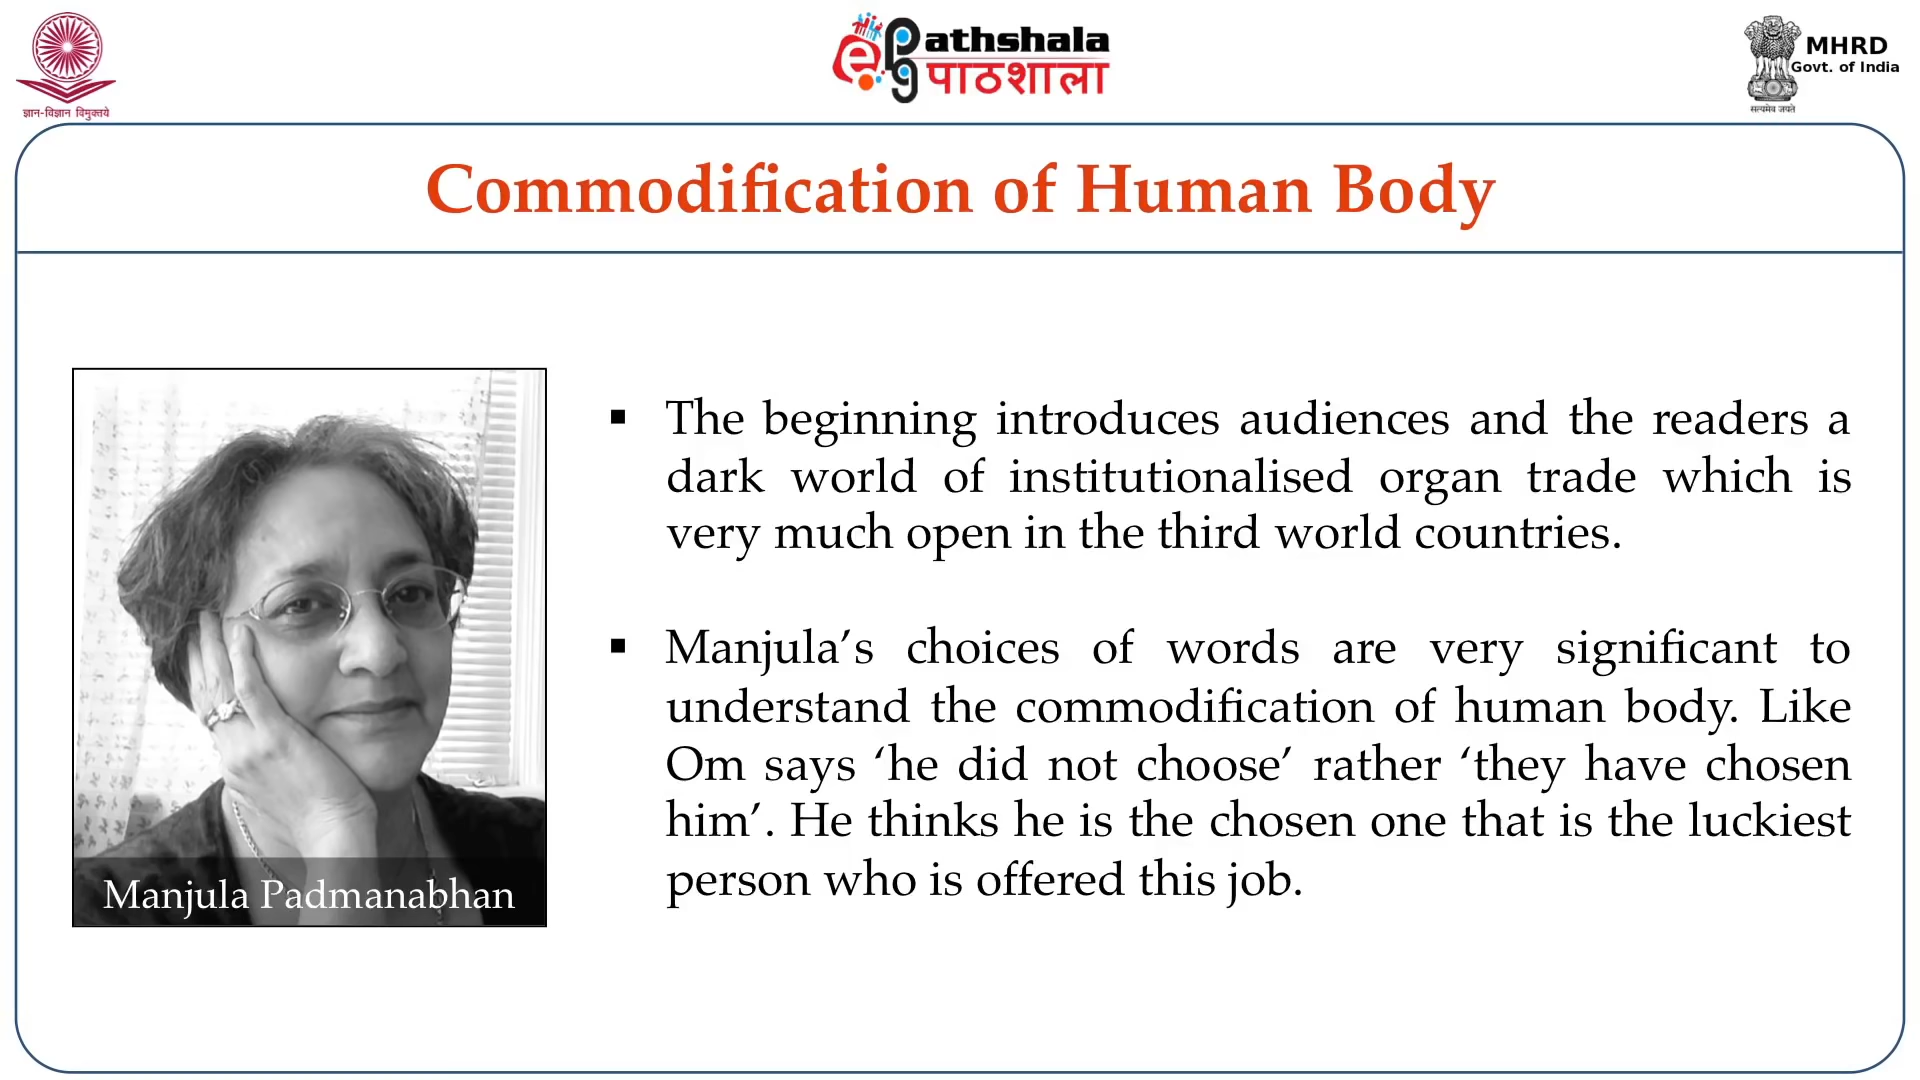 ज्ञान-विज्ञान विमुक्तये
ePG
athshala
पाठशाला
MHRD
Govt. of India
सत्यमेव जयते
Commodification of Human Body
▪ The beginning introduces audiences and the readers a
dark world of institutionalised organ trade which is
very much open in the third world countries.
▪ Manjula’s choices of words are very significant to
understand the commodification of human body. Like
Om says ‘he did not choose’ rather ‘they have chosen
him’. He thinks he is the chosen one that is the luckiest
person who is offered this job.
Manjula Padmanabhan